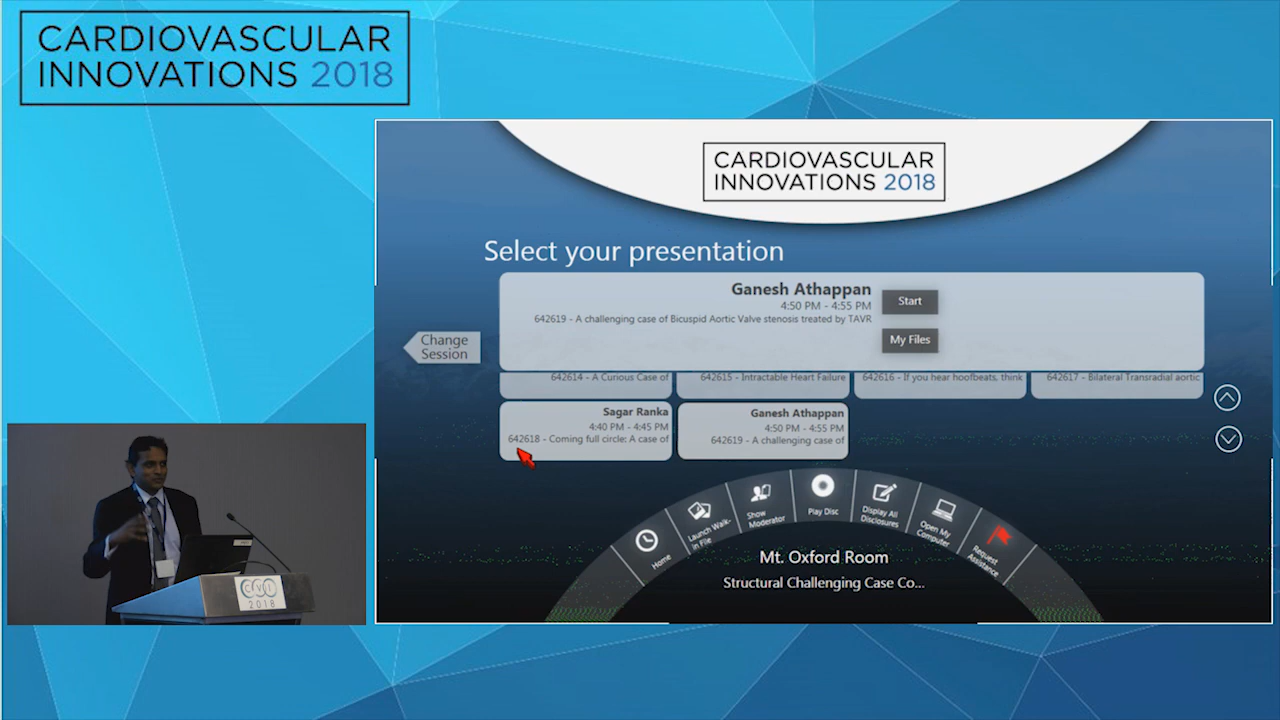 CARDIOVASCULAR
INNOVATIONS 2018
CARDIOVASCULAR
INNOVATIONS 2018
Select your presentation
Ganesh Athappan
4:50 PM - 4:55 PM
642619 - A challenging case of Bicuspid Aortic Valve stenosis treated by TAVR
Start
My Files
Change
Session
642614 - A Curious Case of
642615 - Intractable Heart Failure
642616 - If you hear hoofbeats, think
642617 - Bilateral Transradial aortic
Sagar Ranka
4:40 PM - 4:45 PM
642618 - Coming full circle: A case of
Ganesh Athappan
4:50 PM - 4:55 PM
642619 - A challenging case of
Home
Launch Walk-
in File
Show
Moderator
Play Disc
Display All
Disclosures
Open My
Computer
Request
Assistance
Mt. Oxford Room
Structural Challenging Case Co...
CVI
2018